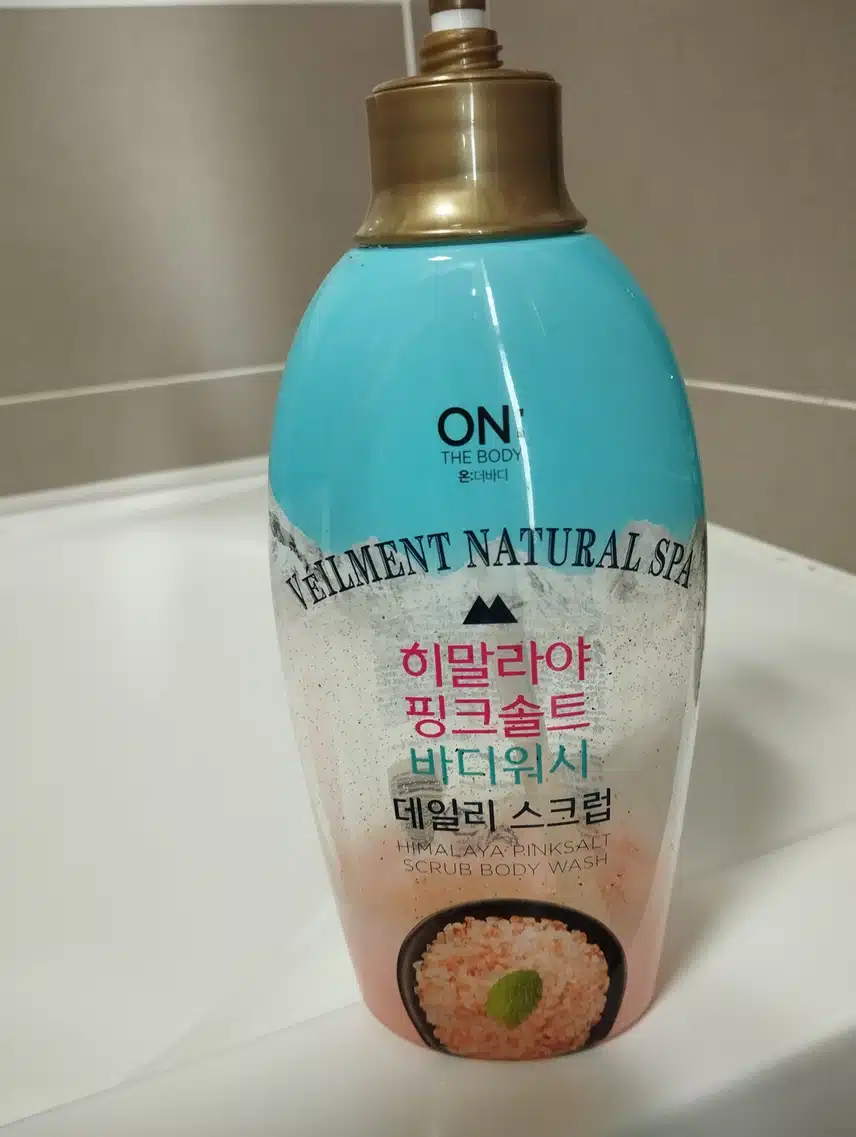 ON:
THE BODY
온:더바디
VEILMENT NATURAL SPA
히말라야
핑크솔트
바디워시
데일리 스크럽
HIMALAYA PINKSALT
SCRUB BODY WASH